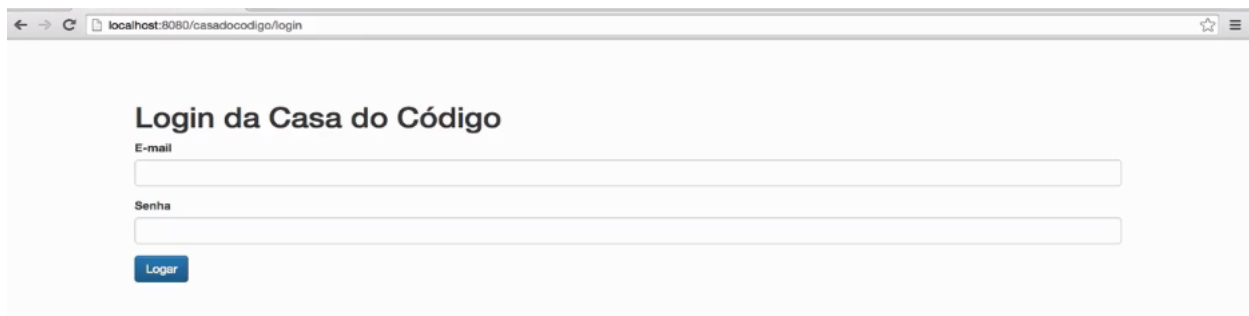 localhost:8080/casadocodigo/login
Login da Casa do Código
E-mail
Senha
Logar